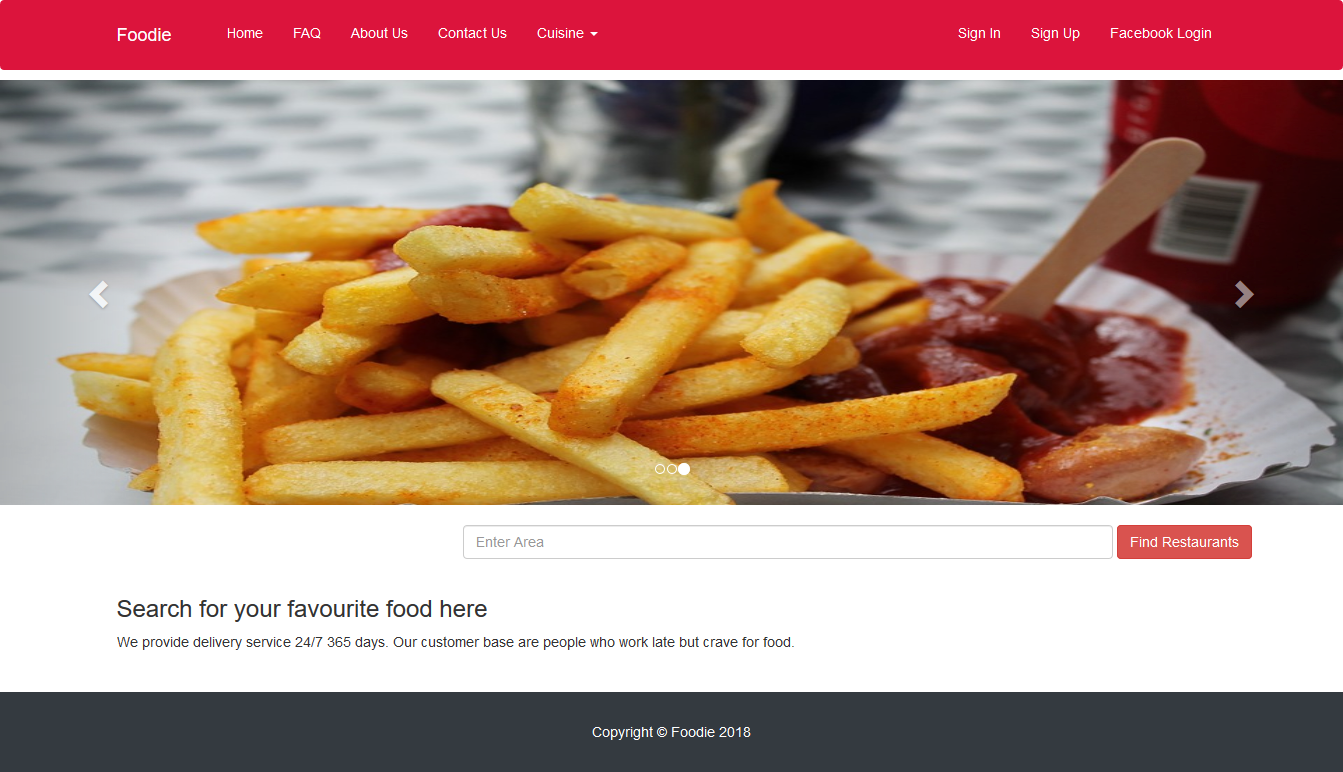 Foodie Home FAQ About Us Contact Us Cuisine Sign In Sign Up Facebook Login
Enter Area Find Restaurants
Search for your favourite food here
We provide delivery service 24/7 365 days. Our customer base are people who work late but crave for food.
Copyright © Foodie 2018